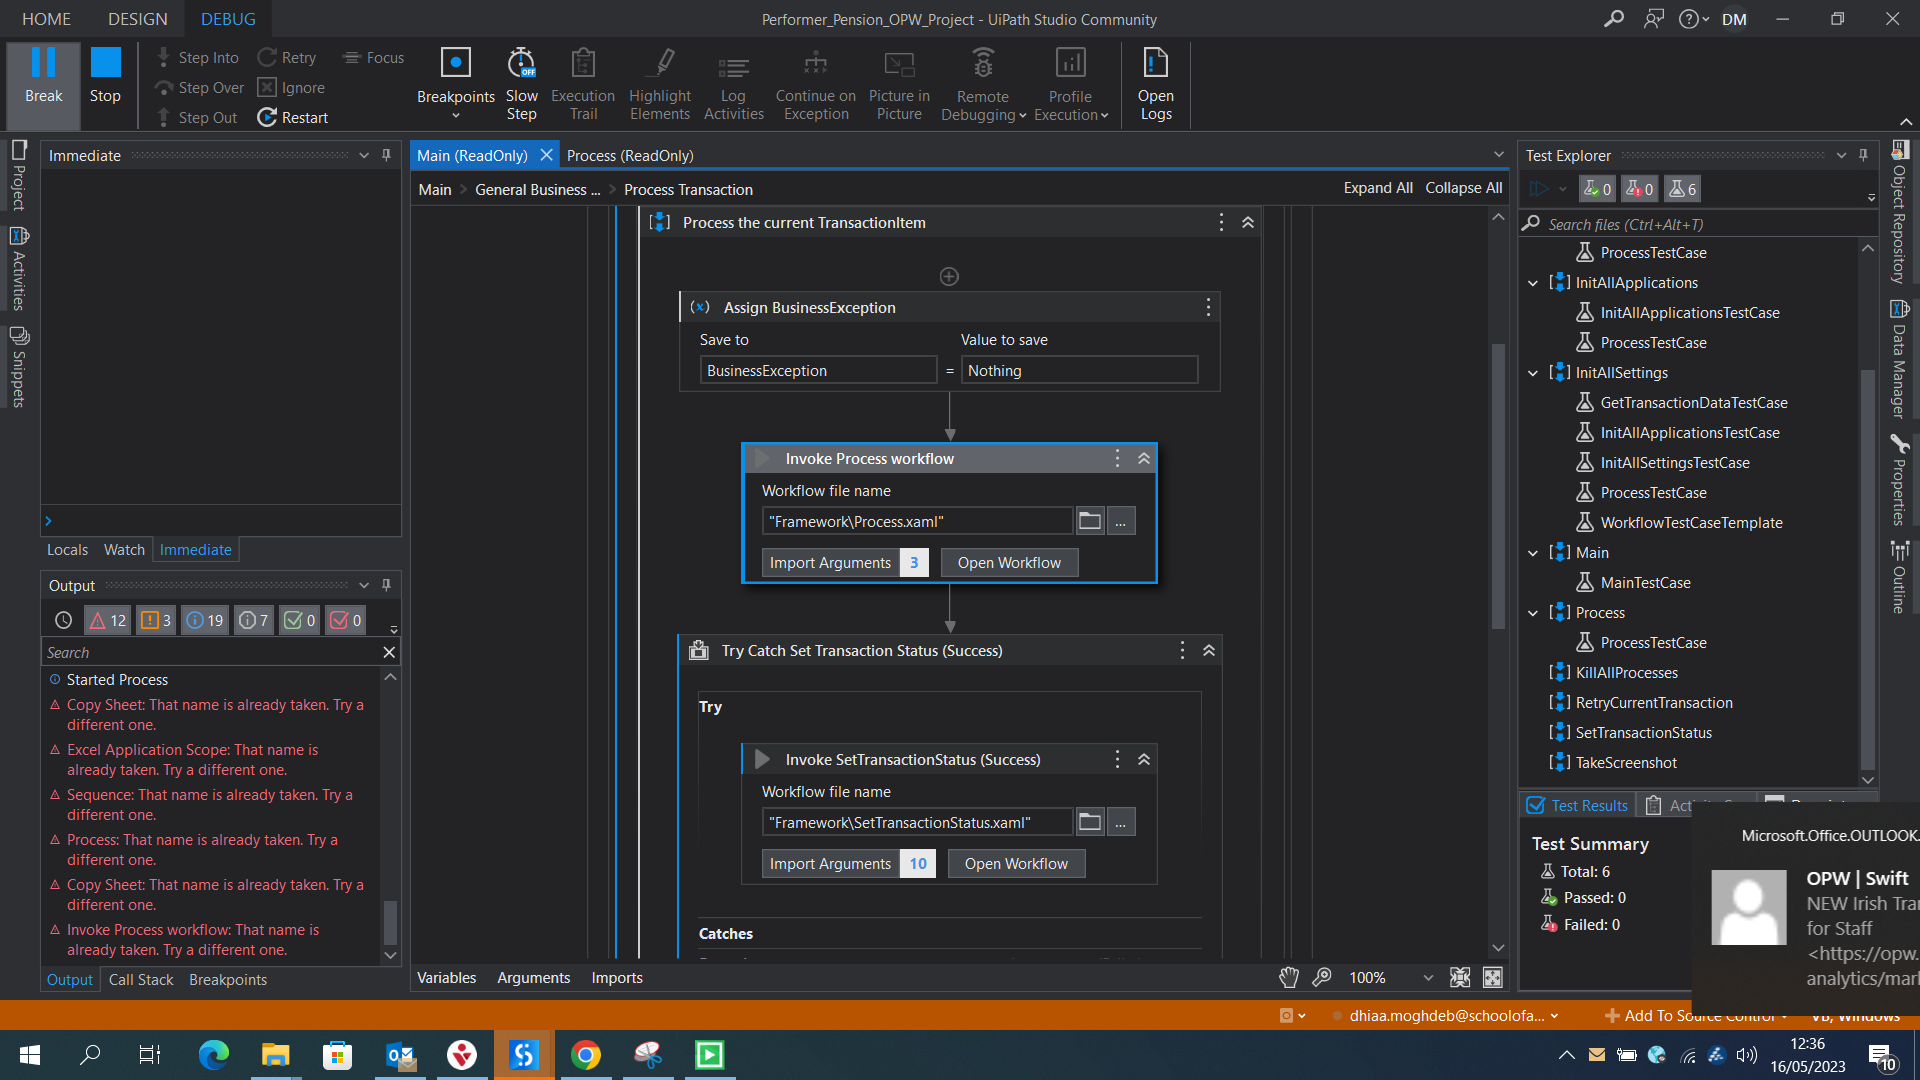 HOME DESIGN DEBUG
Performer_Pension_OPW_Project - UiPath Studio Community
DM
Break
Stop
Step Into
Step Over
Step Out
Retry
Ignore
Restart
Focus
Breakpoints
Slow Step
OFF
Execution Trail
Highlight Elements
Log Activities
Continue on Exception
Picture in Picture
Remote Debugging
Profile Execution
Open Logs
Project
Activities
Snippets
Immediate
Locals Watch Immediate
Output
12 3 19 7 0 0
Search
Started Process
Copy Sheet: That name is already taken. Try a
different one.
Excel Application Scope: That name is
already taken. Try a different one.
Sequence: That name is already taken. Try a
different one.
Process: That name is already taken. Try a
different one.
Copy Sheet: That name is already taken. Try a
different one.
Invoke Process workflow: That name is
already taken. Try a different one.
Output Call Stack Breakpoints
Main (ReadOnly) Process (ReadOnly)
Main > General Business ... > Process Transaction
Expand All Collapse All
Process the current TransactionItem
(x) Assign BusinessException
Save to Value to save
BusinessException = Nothing
Invoke Process workflow
Workflow file name
"Framework\Process.xaml" ...
Import Arguments 3 Open Workflow
Try Catch Set Transaction Status (Success)
Try
Invoke SetTransactionStatus (Success)
Workflow file name
"Framework\SetTransactionStatus.xaml" ...
Import Arguments 10 Open Workflow
Catches
Variables Arguments Imports
100%
Test Explorer
0 0 6
Search files (Ctrl+Alt+T)
ProcessTestCase
InitAllApplications
InitAllApplicationsTestCase
ProcessTestCase
InitAllSettings
GetTransactionDataTestCase
InitAllApplicationsTestCase
InitAllSettingsTestCase
ProcessTestCase
WorkflowTestCaseTemplate
Main
MainTestCase
Process
ProcessTestCase
KillAllProcesses
RetryCurrentTransaction
SetTransactionStatus
TakeScreenshot
Test Results
Test Summary
Total: 6
Passed: 0
Failed: 0
Object Repository
Data Manager
Properties
Outline
Microsoft.Office.OUTLOOK.
OPW | Swift
NEW Irish Tra
for Staff
<https://opw.
analytics/marl
dhiaa.moghdeb@schoolofa...
Add To Source Control
VB, Windows
12:36
16/05/2023
10